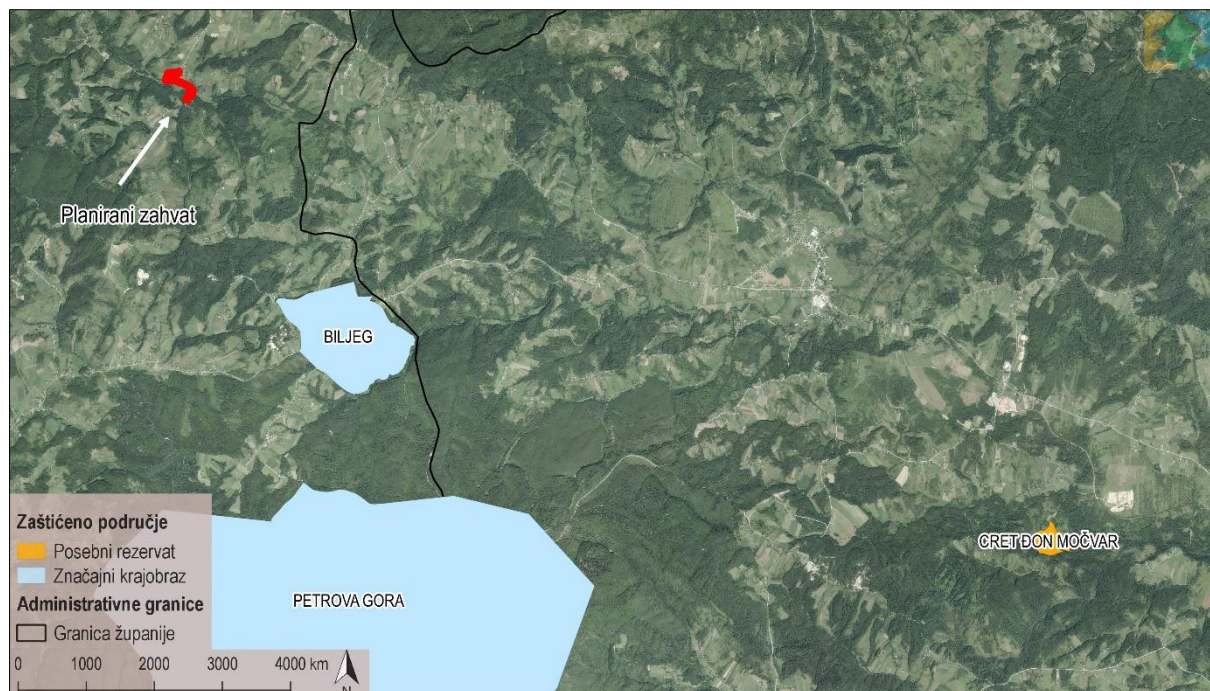 Planirani zahvat
BILJEG
CRET ĐON MOČVAR
PETROVA GORA
Zaštićeno područje
Posebni rezervat
Značajni krajobraz
Administrativne granice
Granica županije
0 1000 2000 3000 4000 km
N